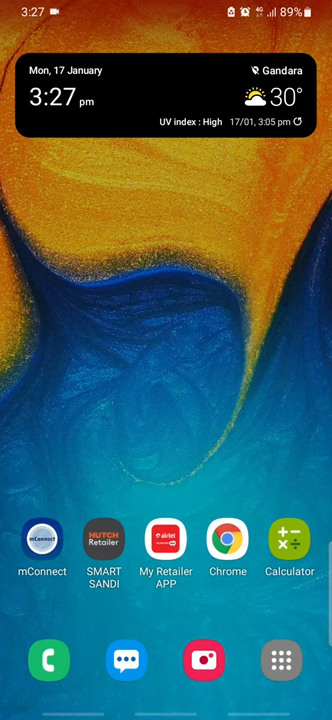 3:27
4G
89%
Mon, 17 January
Gandara
3:27 pm
30°
UV index : High 17/01, 3:05 pm
mConnect
HUTCH
Retailer
airtel
mConnect
SMART
SANDI
My Retailer
APP
Chrome
Calculator